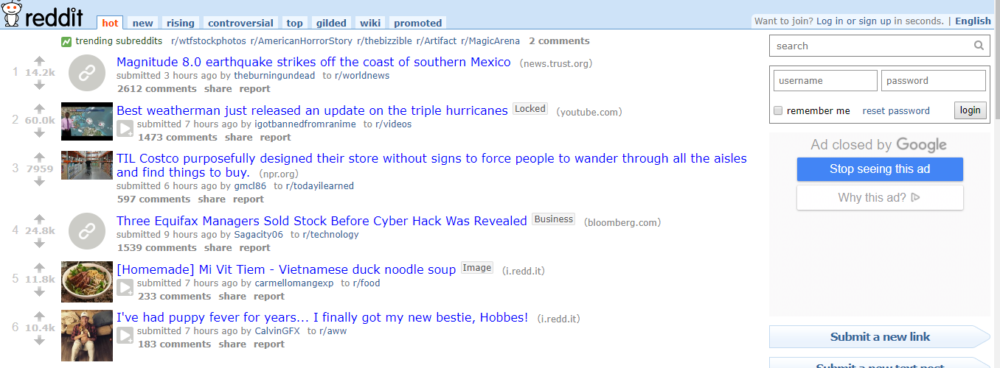 reddit hot new rising controversial top gilded wiki promoted
Want to join? Log in or sign up in seconds. | English
trending subreddits r/wtfstockphotos r/AmericanHorrorStory r/thebizzible r/Artifact r/MagicArena 2 comments
1 14.2k
Magnitude 8.0 earthquake strikes off the coast of southern Mexico (news.trust.org)
submitted 3 hours ago by theburningundead to r/worldnews
2612 comments share report
2 60.0k
Best weatherman just released an update on the triple hurricanes Locked (youtube.com)
submitted 7 hours ago by igotbannedfromranime to r/videos
1473 comments share report
3 7959
TIL Costco purposefully designed their store without signs to force people to wander through all the aisles
and find things to buy. (npr.org)
submitted 6 hours ago by gmcl86 to r/todayilearned
597 comments share report
4 24.8k
Three Equifax Managers Sold Stock Before Cyber Hack Was Revealed Business (bloomberg.com)
submitted 9 hours ago by Sagacity06 to r/technology
1539 comments share report
5 11.8k
[Homemade] Mi Vit Tiem - Vietnamese duck noodle soup Image (i.redd.it)
submitted 7 hours ago by carmellomangexp to r/food
233 comments share report
6 10.4k
I've had puppy fever for years... I finally got my new bestie, Hobbes! (i.redd.it)
submitted 7 hours ago by CalvinGFX to r/aww
183 comments share report
search
username password
remember me reset password login
Ad closed by Google
Stop seeing this ad
Why this ad?
Submit a new link
Submit a new text post